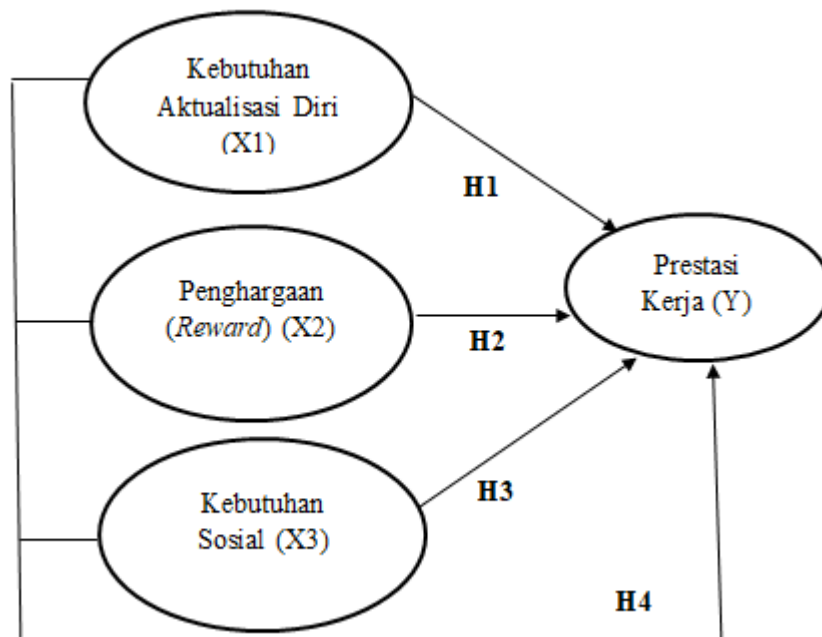 Kebutuhan
Aktualisasi Diri
(X1)
H1
Prestasi
Kerja (Y)
Penghargaan
(Reward) (X2)
H2
Kebutuhan
Sosial (X3)
H3
H4